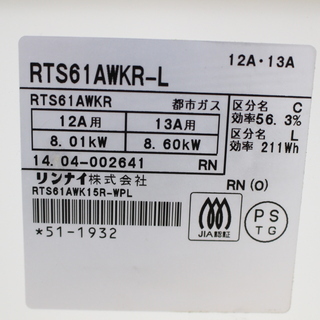 12A・13A
RTS61AWKR-L
RTS61AWKR 都市ガス
12A用 13A用
8.01kW 8.60kW
区分名 C
効率56.3%
区分名 L
効率 211Wh
14.04-002641 RN
リンナイ株式会社
RTS61AWK15R-WPL
RN(O)
*51-1932
JIA認証
PS
TG